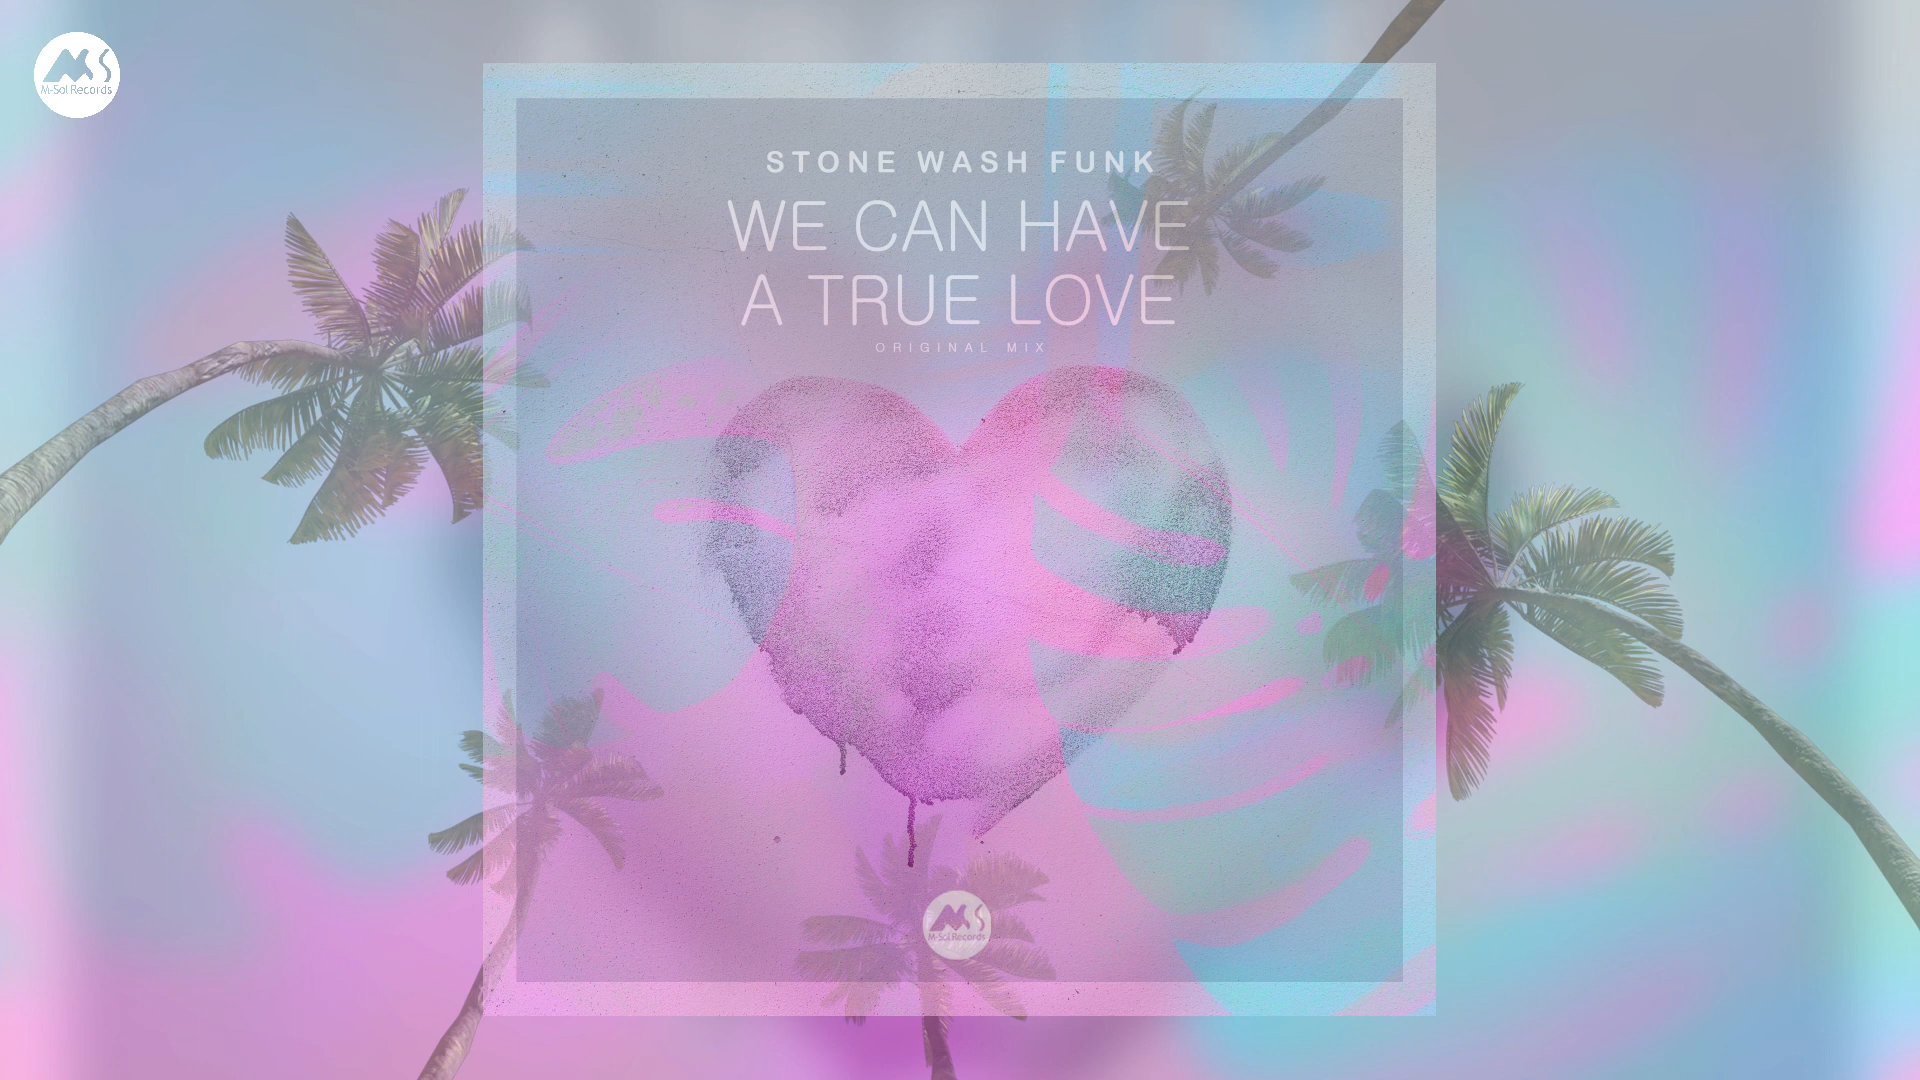 M-Sol Records
STONE WASH FUNK
WE CAN HAVE
A TRUE LOVE
ORIGINAL MIX
M-Sol Records